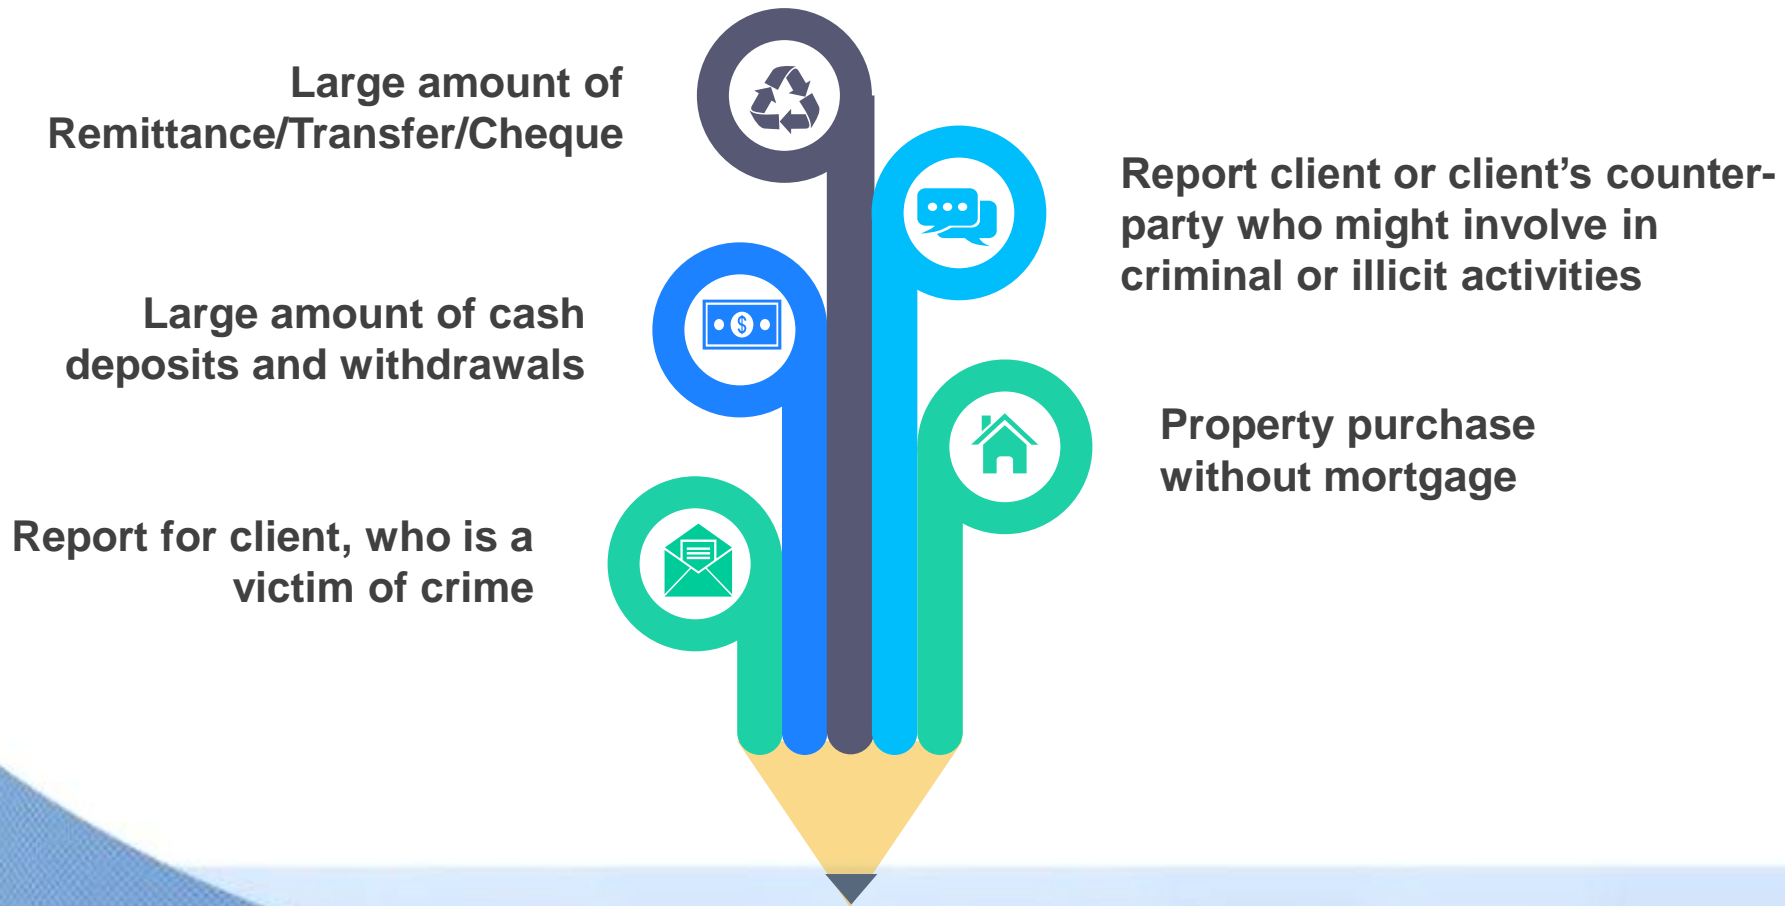 Large amount of
Remittance/Transfer/Cheque
Report client or client’s counter-
party who might involve in
criminal or illicit activities
Large amount of cash
deposits and withdrawals
$
Property purchase
without mortgage
Report for client, who is a
victim of crime